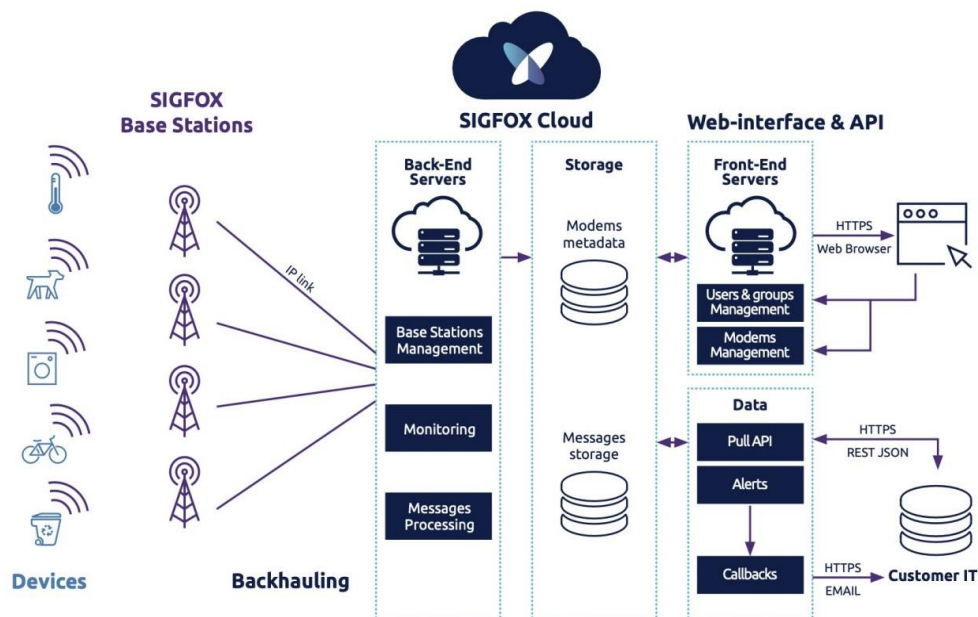 SIGFOX
Base Stations
SIGFOX Cloud
Web-interface & API
Back-End
Servers
Storage
Front-End
Servers
Modems
metadata
HTTPS
Web Browser
IP link
Users & groups
Management
Base Stations
Management
Modems
Management
Data
Monitoring
Messages
storage
Pull API
HTTPS
REST JSON
Alerts
Messages
Processing
Devices
Backhauling
Callbacks
HTTPS
EMAIL
Customer IT